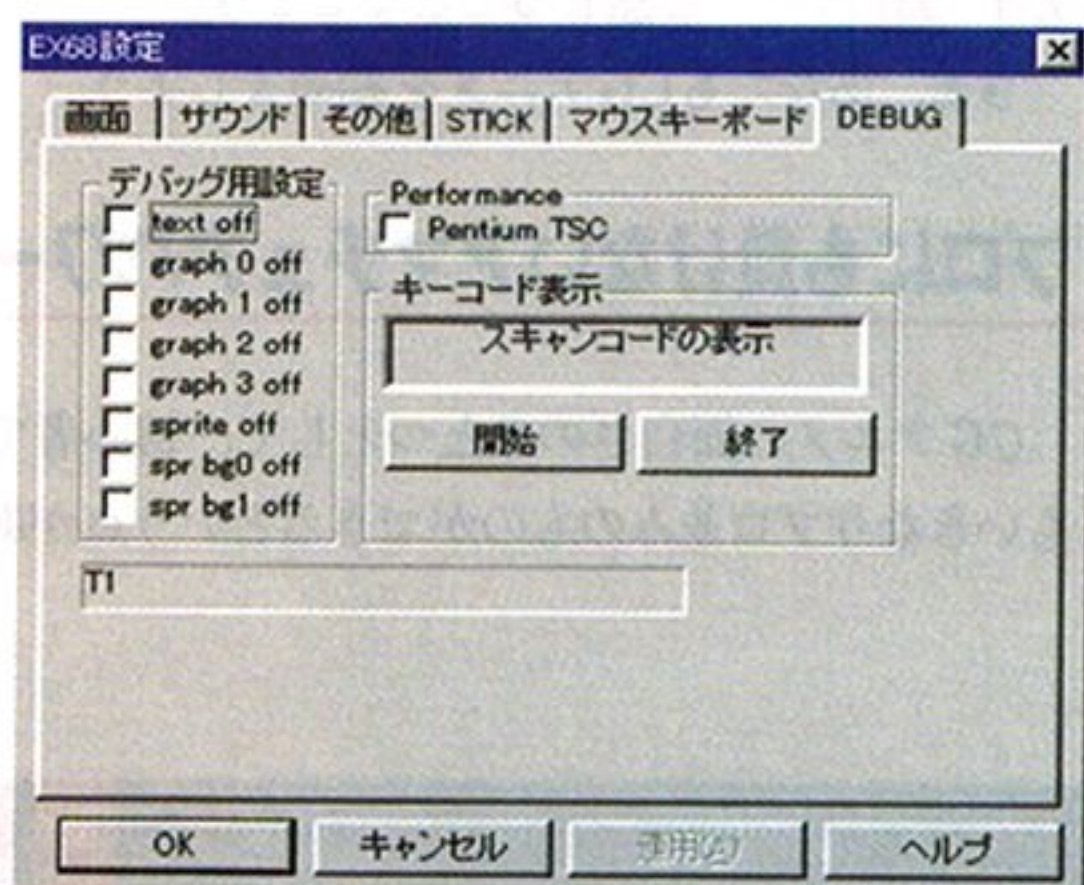 EX68設定
画面 サウンド その他 STICK マウスキーボード DEBUG
デバッグ用設定
text off
graph 0 off
graph 1 off
graph 2 off
graph 3 off
sprite off
spr bg0 off
spr bg1 off
Performance
Pentium TSC
キーコード表示
スキャンコードの表示
開始 終了
T1
OK キャンセル 適用(A) ヘルプ